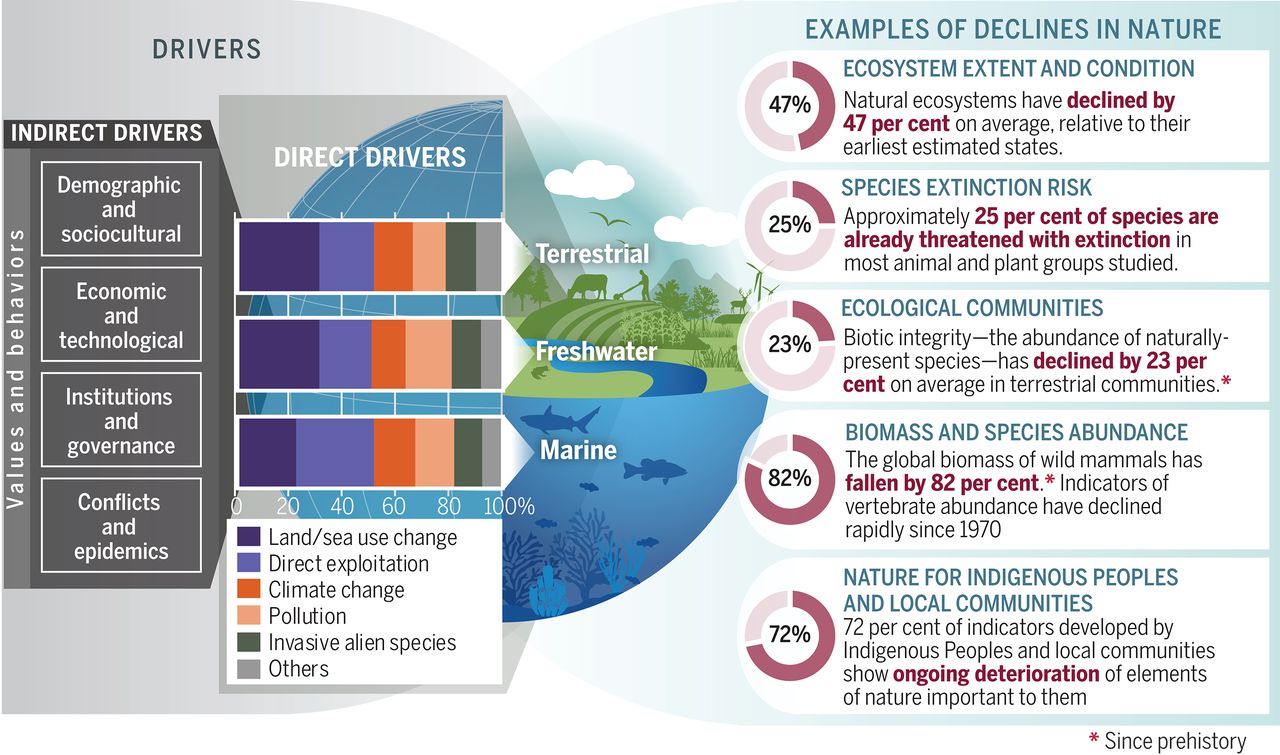 DRIVERS
INDIRECT DRIVERS
Values and behaviors
Demographic
and
sociocultural
Economic
and
technological
Institutions
and
governance
Conflicts
and
epidemics
DIRECT DRIVERS
Terrestrial
Freshwater
Marine
0 20 40 60 80 100%
Land/sea use change
Direct exploitation
Climate change
Pollution
Invasive alien species
Others
EXAMPLES OF DECLINES IN NATURE
47%
ECOSYSTEM EXTENT AND CONDITION
Natural ecosystems have declined by
47 per cent on average, relative to their
earliest estimated states.
25%
SPECIES EXTINCTION RISK
Approximately 25 per cent of species are
already threatened with extinction in
most animal and plant groups studied.
23%
ECOLOGICAL COMMUNITIES
Biotic integrity—the abundance of naturally-
present species—has declined by 23 per
cent on average in terrestrial communities.*
82%
BIOMASS AND SPECIES ABUNDANCE
The global biomass of wild mammals has
fallen by 82 per cent.* Indicators of
vertebrate abundance have declined
rapidly since 1970
72%
NATURE FOR INDIGENOUS PEOPLES
AND LOCAL COMMUNITIES
72 per cent of indicators developed by
Indigenous Peoples and local communities
show ongoing deterioration of elements
of nature important to them
* Since prehistory